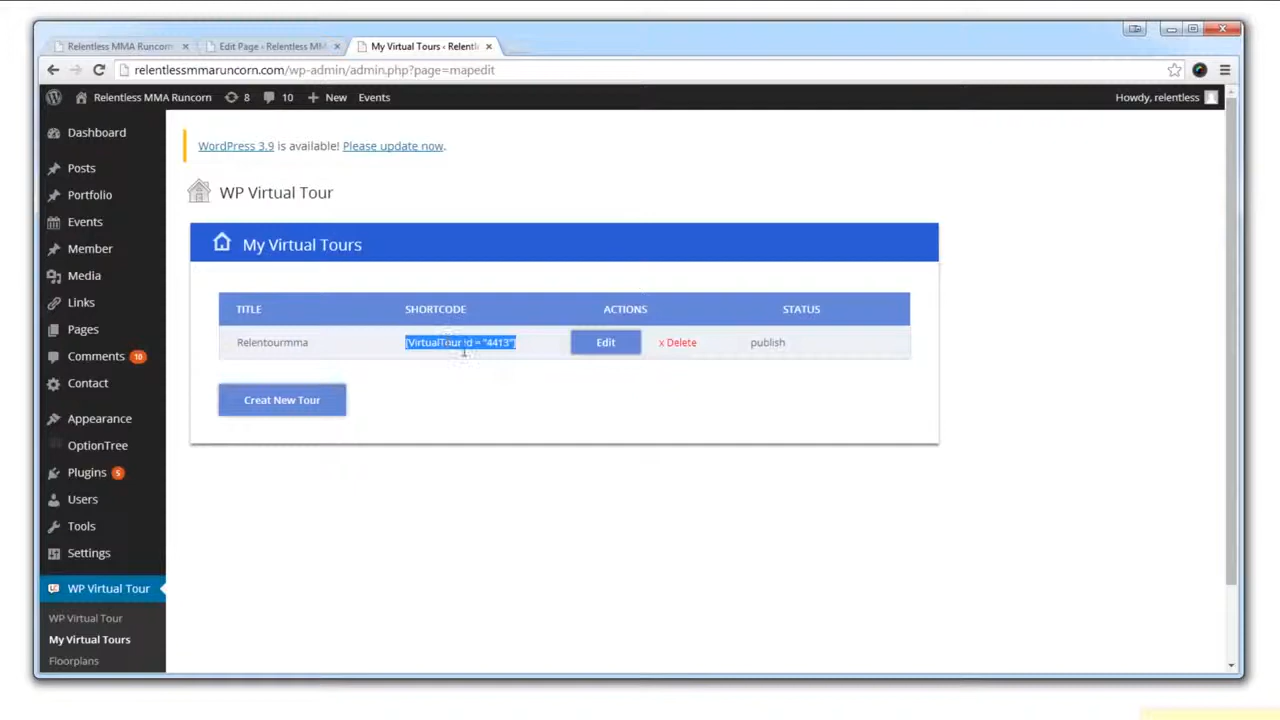 Relentless MMA Runcorn
Edit Page ‹ Relentless MM
My Virtual Tours ‹ Relentl
relentlessmmaruncorn.com/wp-admin/admin.php?page=mapedit
Relentless MMA Runcorn 8 10 New Events Howdy, relentless
Dashboard
Posts
Portfolio
Events
Member
Media
Links
Pages
Comments 10
Contact
Appearance
OptionTree
Plugins 5
Users
Tools
Settings
WP Virtual Tour
WP Virtual Tour
My Virtual Tours
Floorplans
WordPress 3.9 is available! Please update now.
WP Virtual Tour
My Virtual Tours
TITLE SHORTCODE ACTIONS STATUS
Relentourmma [VirtualTour id = "4413"] Edit x Delete publish
Creat New Tour